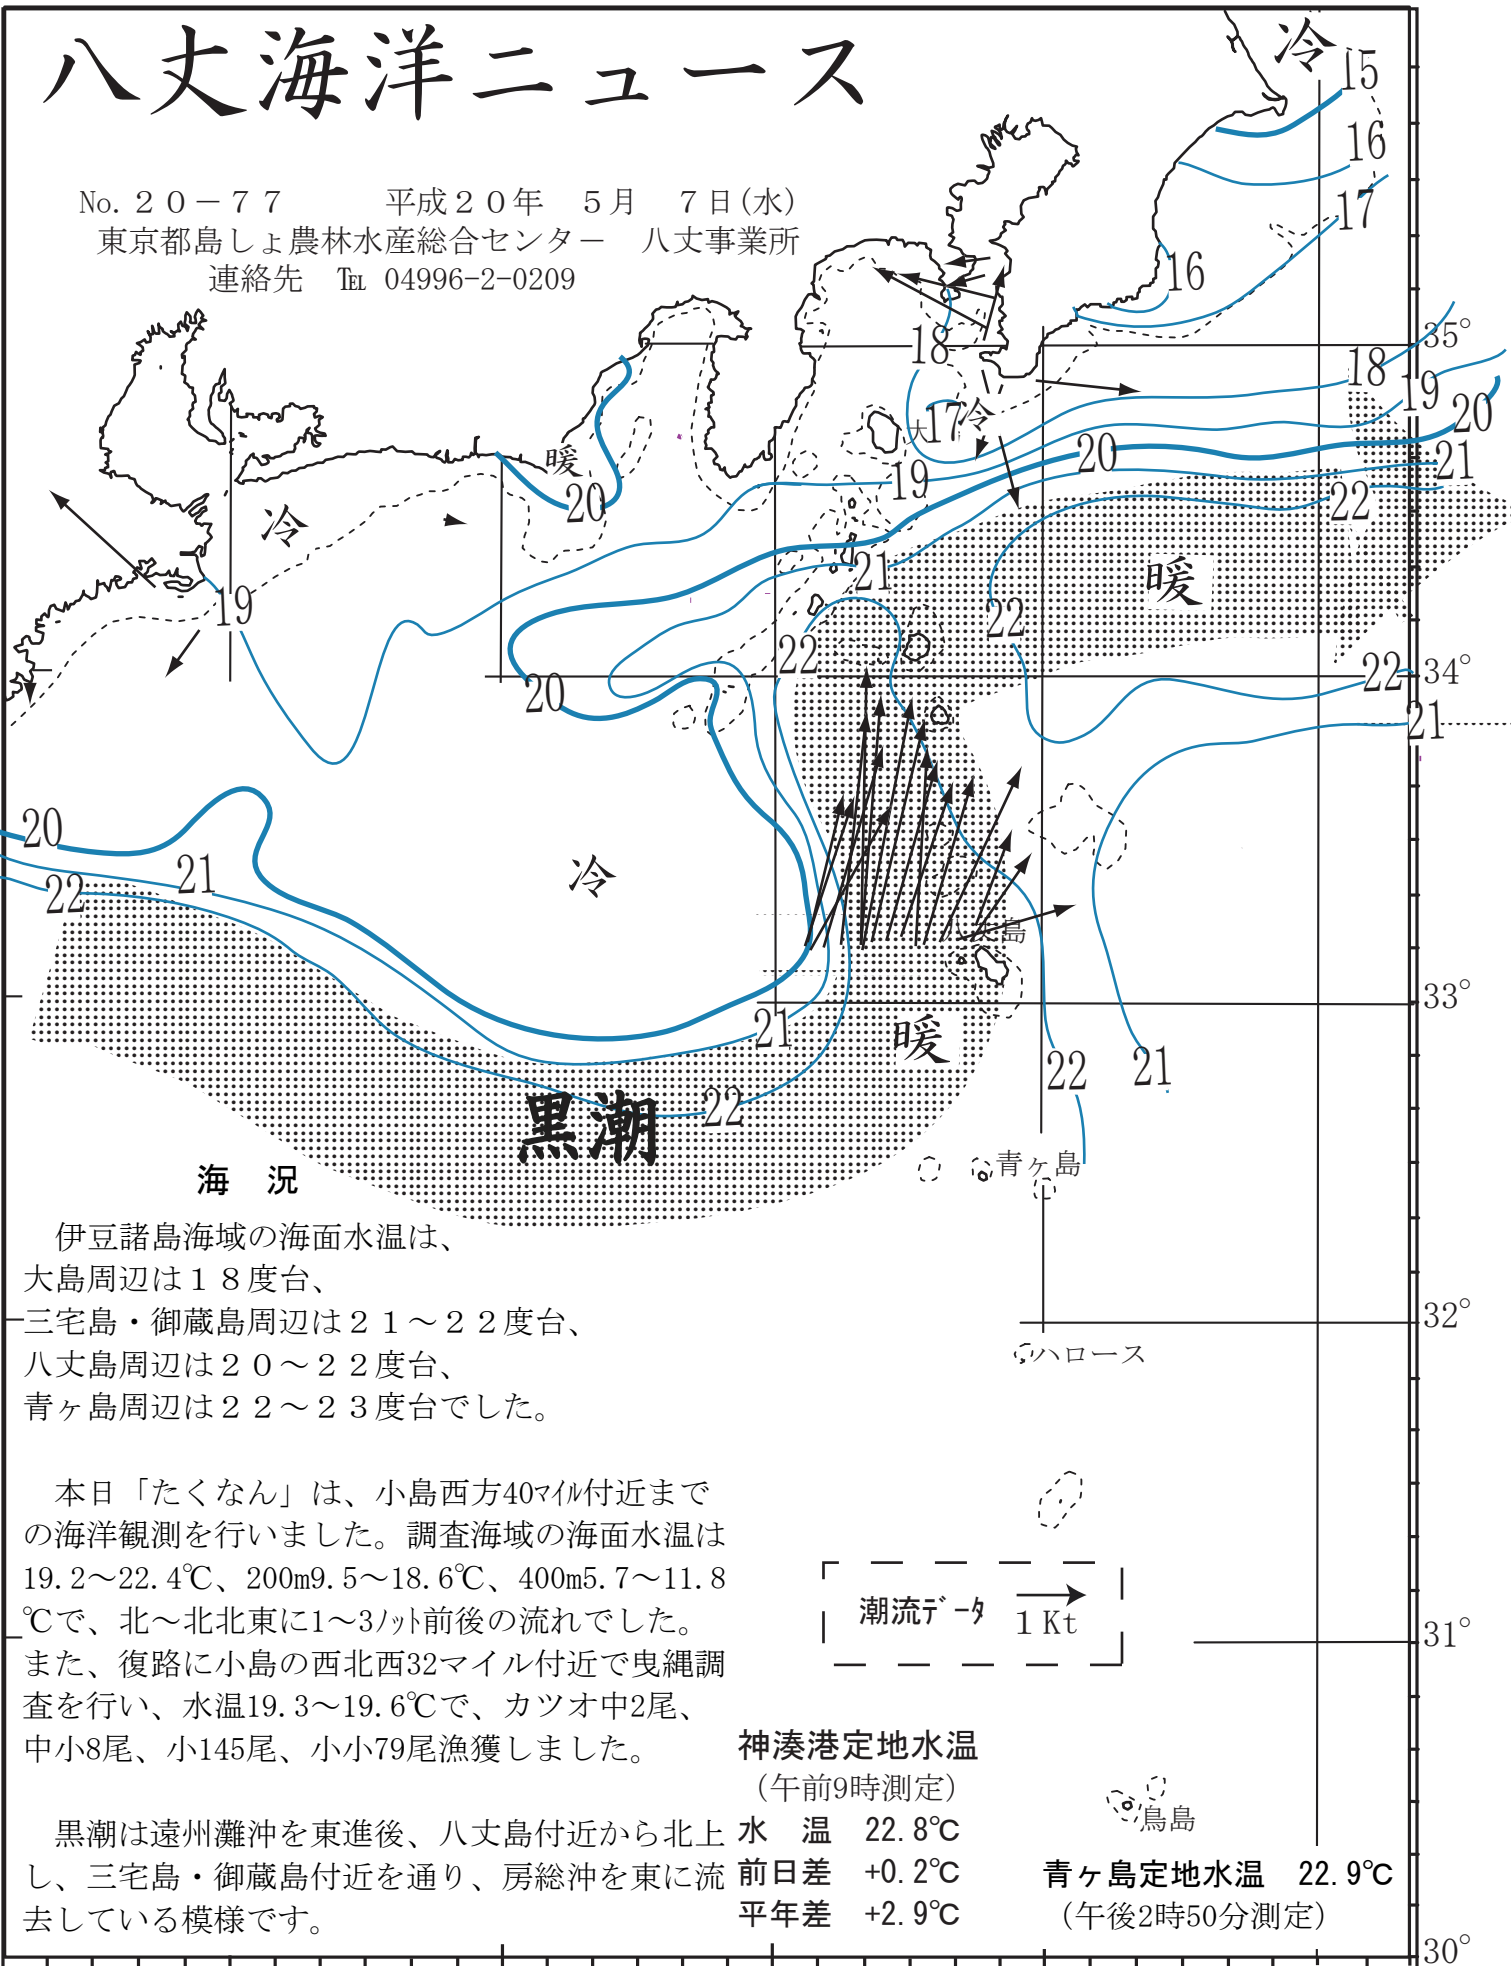 八丈海洋ニュース
No.２０－７７　　　平成２０年　５月　７日(水)
東京都島しょ農林水産総合センター　八丈事業所
連絡先　℡ 04996-2-0209
冷
15
16
17
16
35°
18
18
19
20
大
17
冷
暖
20
19
20
21
22
冷
21
暖
19
22
22
20
22
34°
21
20
21
22
冷
八丈島
33°
21
暖
22
21
22
黒潮
青ヶ島
海　況
伊豆諸島海域の海面水温は、
大島周辺は１８度台、
三宅島・御蔵島周辺は２１～２２度台、
八丈島周辺は２０～２２度台、
青ヶ島周辺は２２～２３度台でした。
32°
ハロース
本日「たくなん」は、小島西方40ﾏｲﾙ付近まで
の海洋観測を行いました。調査海域の海面水温は
19.2～22.4℃、200m9.5～18.6℃、400m5.7～11.8
℃で、北～北北東に1～3ﾉｯﾄ前後の流れでした。
また、復路に小島の西北西32マイル付近で曳縄調
査を行い、水温19.3～19.6℃で、カツオ中2尾、
中小8尾、小145尾、小小79尾漁獲しました。
黒潮は遠州灘沖を東進後、八丈島付近から北上
し、三宅島・御蔵島付近を通り、房総沖を東に流
去している模様です。
潮流ﾃﾞｰﾀ
1 Kt
31°
神湊港定地水温
（午前9時測定）
水　温　22.8℃
前日差　+0.2℃
平年差　+2.9℃
鳥島
青ヶ島定地水温　22.9℃
（午後2時50分測定）
30°